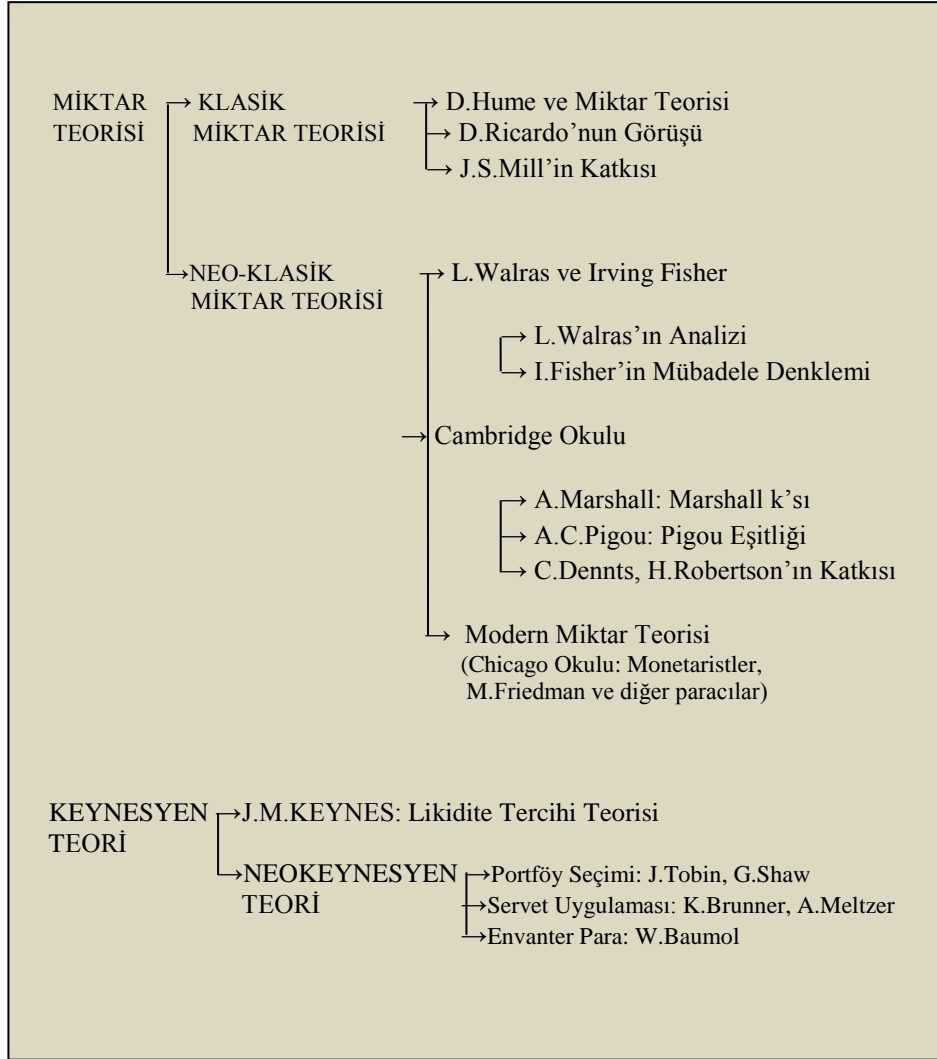 MİKTAR → KLASİK → D.Hume ve Miktar Teorisi
TEORİSİ MİKTAR TEORİSİ → D.Ricardo’nun Görüşü
→ J.S.Mill’in Katkısı
→NEO-KLASİK → L.Walras ve Irving Fisher
MİKTAR TEORİSİ
→ L.Walras’ın Analizi
→ I.Fisher’in Mübadele Denklemi
→ Cambridge Okulu
→ A.Marshall: Marshall k’sı
→ A.C.Pigou: Pigou Eşitliği
→ C.Dennts, H.Robertson’ın Katkısı
→ Modern Miktar Teorisi
(Chicago Okulu: Monetaristler,
M.Friedman ve diğer paracılar)
KEYNESYEN →J.M.KEYNES: Likidite Tercihi Teorisi
TEORİ
→NEOKEYNESYEN →Portföy Seçimi: J.Tobin, G.Shaw
TEORİ →Servet Uygulaması: K.Brunner, A.Meltzer
→Envanter Para: W.Baumol